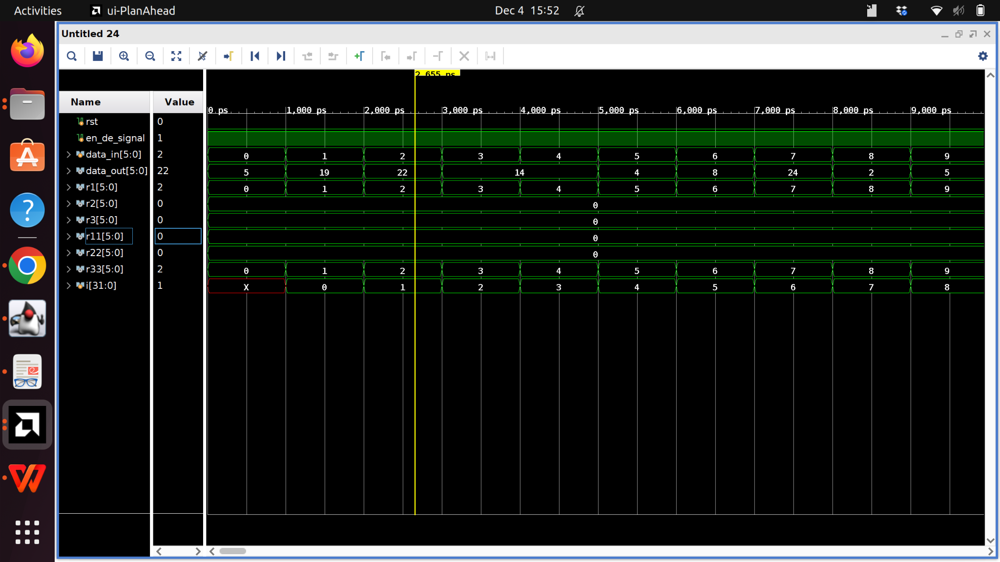 Activities ui-PlanAhead Dec 4 15:52
Untitled 24
2,655 ps
Name Value
0 ps 1,000 ps 2,000 ps 3,000 ps 4,000 ps 5,000 ps 6,000 ps 7,000 ps 8,000 ps 9,000 ps
rst 0
en_de_signal 1
data_in[5:0] 2 0 1 2 3 4 5 6 7 8 9
data_out[5:0] 22 5 19 22 14 4 8 24 2 5
r1[5:0] 2 0 1 2 3 4 5 6 7 8 9
r2[5:0] 0 0
r3[5:0] 0 0
r11[5:0] 0 0
r22[5:0] 0 0
r33[5:0] 2 0 1 2 3 4 5 6 7 8 9
i[31:0] 1 X 0 1 2 3 4 5 6 7 8